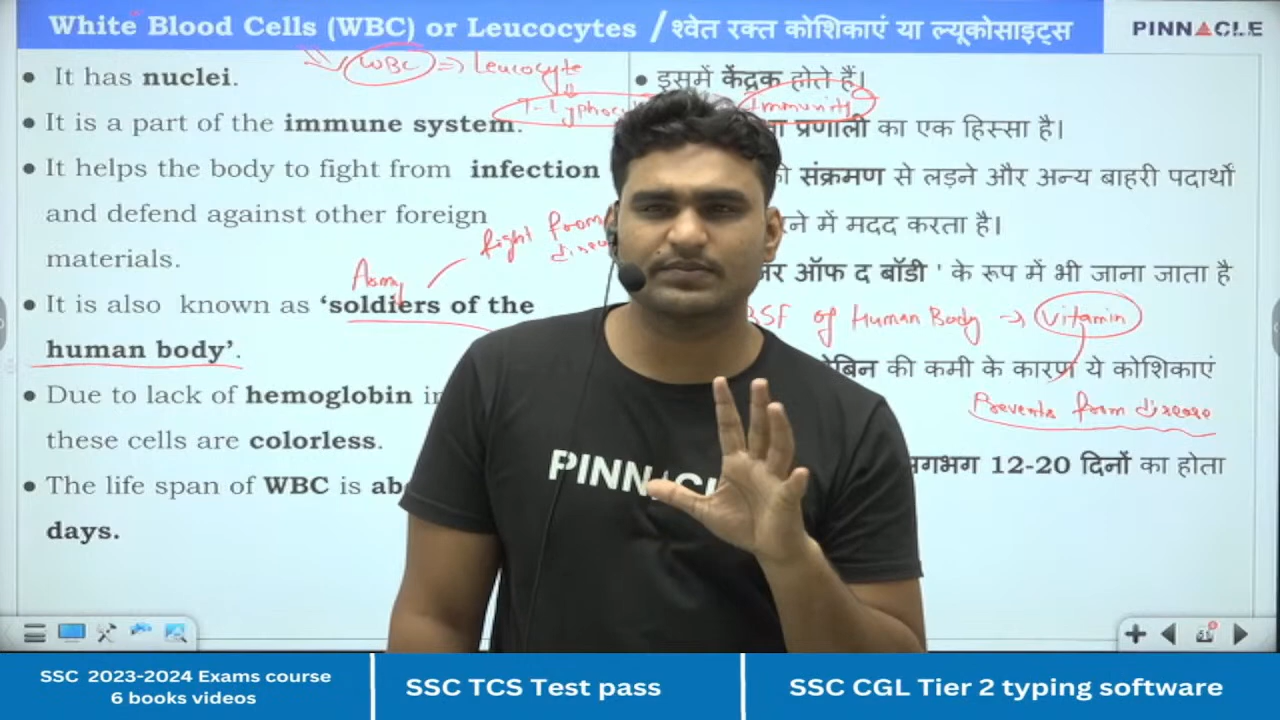 White Blood Cells (WBC) or Leucocytes / श्वेत रक्त कोशिकाएं या ल्यूकोसाइट्स
PINNACLE
WBC => Leucocyte
Immunity
• It has nuclei.
• It is a part of the immune system.
• It helps the body to fight from infection
and defend against other foreign
materials.
fight from
Army
• It is also known as ‘soldiers of the
human body’.
• Due to lack of hemoglobin
these cells are colorless.
• The life span of WBC is
days.
• इसमें केंद्रक होते हैं।
प्रणाली का एक हिस्सा है।
संक्रमण से लड़ने और अन्य बाहरी पदार्थों
में मदद करता है।
ऑफ द बॉडी ' के रूप में भी जाना जाता है
BSF of Human Body → Vitamin
की कमी के कारण ये कोशिकाएं
Prevents from disease
12-20 दिनों का होता
PINNACLE
SSC 2023-2024 Exams course
6 books videos
SSC TCS Test pass
SSC CGL Tier 2 typing software